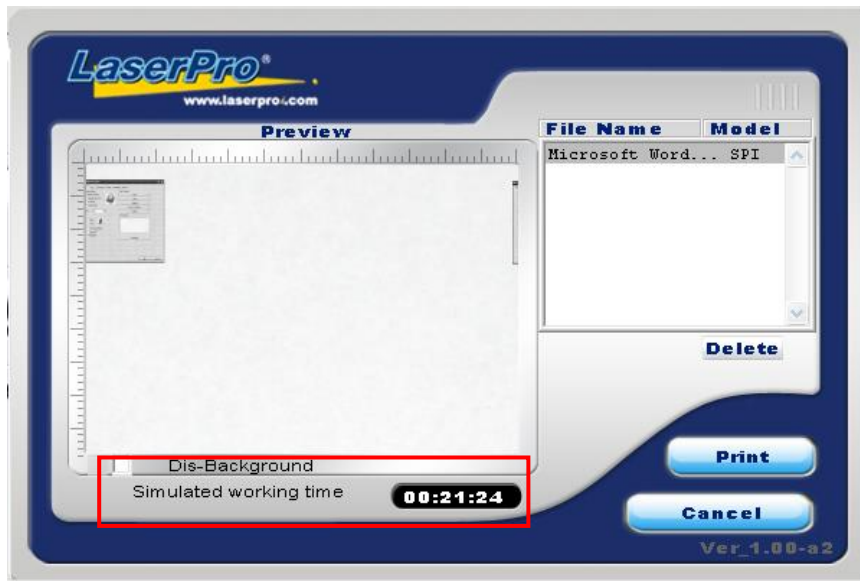 LaserPro®
www.laserpro.com
Preview
File Name Model
Microsoft Word... SPI
Delete
Dis-Background
Simulated working time 00:21:24
Print
Cancel
Ver_1.00-a2